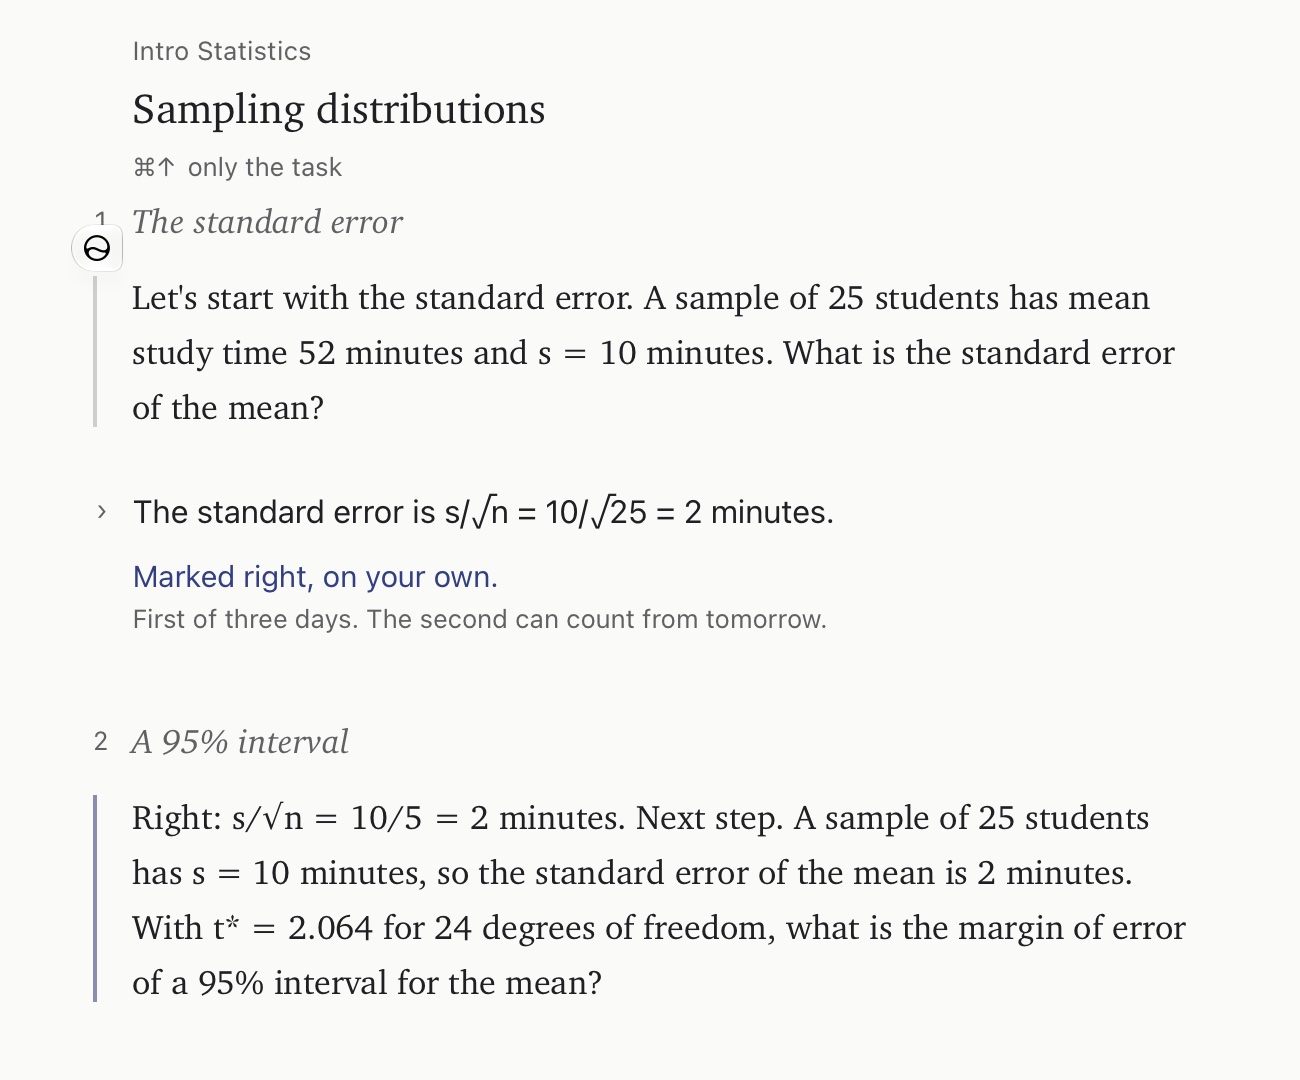 Intro Statistics
Sampling distributions
⌘↑ only the task
1 The standard error
Let's start with the standard error. A sample of 25 students has mean
study time 52 minutes and s = 10 minutes. What is the standard error
of the mean?
› The standard error is s/√n = 10/√25 = 2 minutes.
Marked right, on your own.
First of three days. The second can count from tomorrow.
2 A 95% interval
Right: s/√n = 10/5 = 2 minutes. Next step. A sample of 25 students
has s = 10 minutes, so the standard error of the mean is 2 minutes.
With t* = 2.064 for 24 degrees of freedom, what is the margin of error
of a 95% interval for the mean?